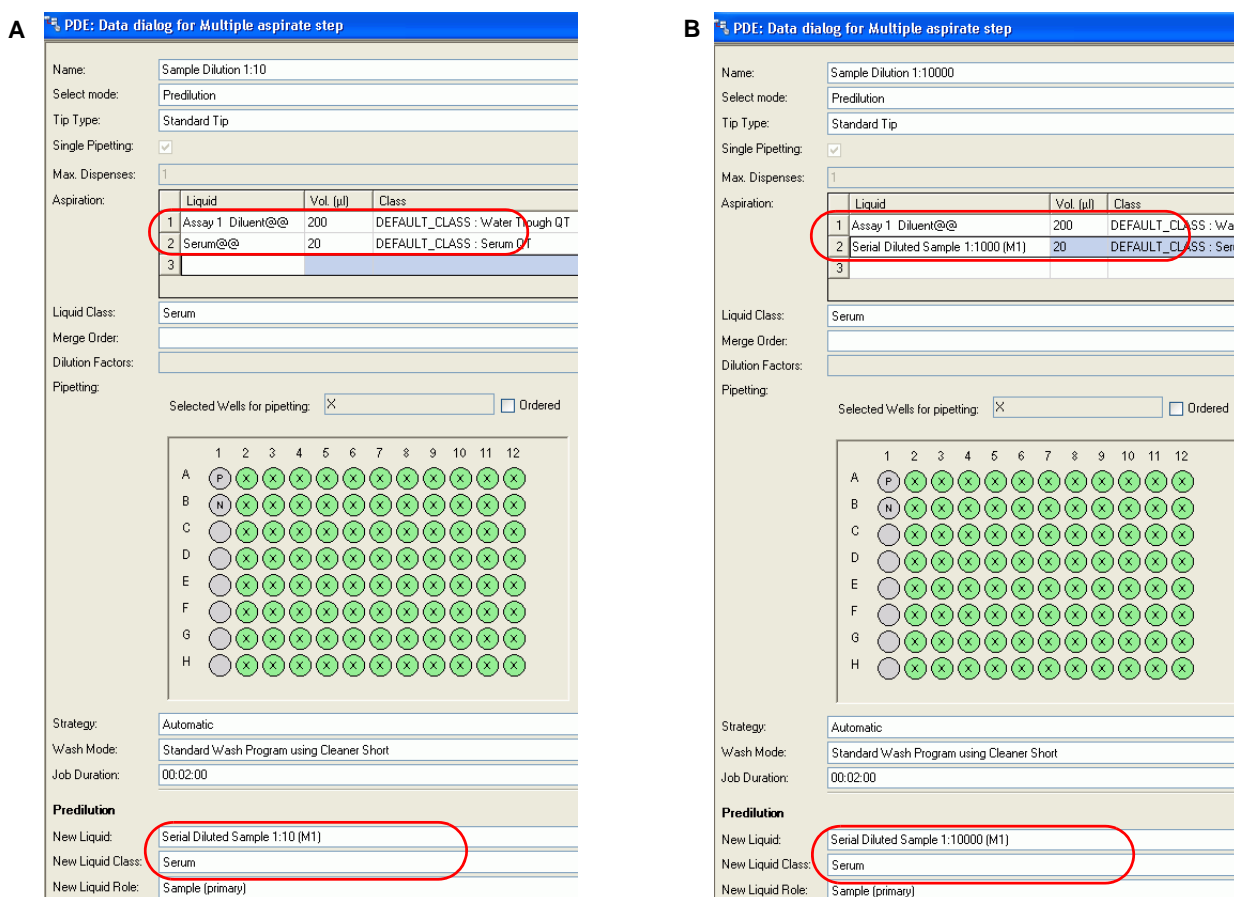 A
PDE: Data dialog for Multiple aspirate step
Name: Sample Dilution 1:10
Select mode: Predilution
Tip Type: Standard Tip
Single Pipetting:
Max. Dispenses: 1
Aspiration: Liquid Vol. (µl) Class
1 Assay 1 Diluent@@ 200 DEFAULT_CLASS : Water Trough QT
2 Serum@@ 20 DEFAULT_CLASS : Serum QT
3
Liquid Class: Serum
Merge Order:
Dilution Factors:
Pipetting:
Selected Wells for pipetting: X Ordered
1 2 3 4 5 6 7 8 9 10 11 12
A P X X X X X X X X X X X
B N X X X X X X X X X X X
C X X X X X X X X X X X
D X X X X X X X X X X X
E X X X X X X X X X X X
F X X X X X X X X X X X
G X X X X X X X X X X X
H X X X X X X X X X X X
Strategy: Automatic
Wash Mode: Standard Wash Program using Cleaner Short
Job Duration: 00:02:00
Predilution
New Liquid: Serial Diluted Sample 1:10 (M1)
New Liquid Class: Serum
New Liquid Role: Sample (primary)
B
PDE: Data dialog for Multiple aspirate step
Name: Sample Dilution 1:10000
Select mode: Predilution
Tip Type: Standard Tip
Single Pipetting:
Max. Dispenses: 1
Aspiration: Liquid Vol. (µl) Class
1 Assay 1 Diluent@@ 200 DEFAULT_CLASS : Wa
2 Serial Diluted Sample 1:1000 (M1) 20 DEFAULT_CLASS : Ser
3
Liquid Class: Serum
Merge Order:
Dilution Factors:
Pipetting:
Selected Wells for pipetting: X Ordered
1 2 3 4 5 6 7 8 9 10 11 12
A P X X X X X X X X X X X
B N X X X X X X X X X X X
C X X X X X X X X X X X
D X X X X X X X X X X X
E X X X X X X X X X X X
F X X X X X X X X X X X
G X X X X X X X X X X X
H X X X X X X X X X X X
Strategy: Automatic
Wash Mode: Standard Wash Program using Cleaner Short
Job Duration: 00:02:00
Predilution
New Liquid: Serial Diluted Sample 1:10000 (M1)
New Liquid Class: Serum
New Liquid Role: Sample (primary)